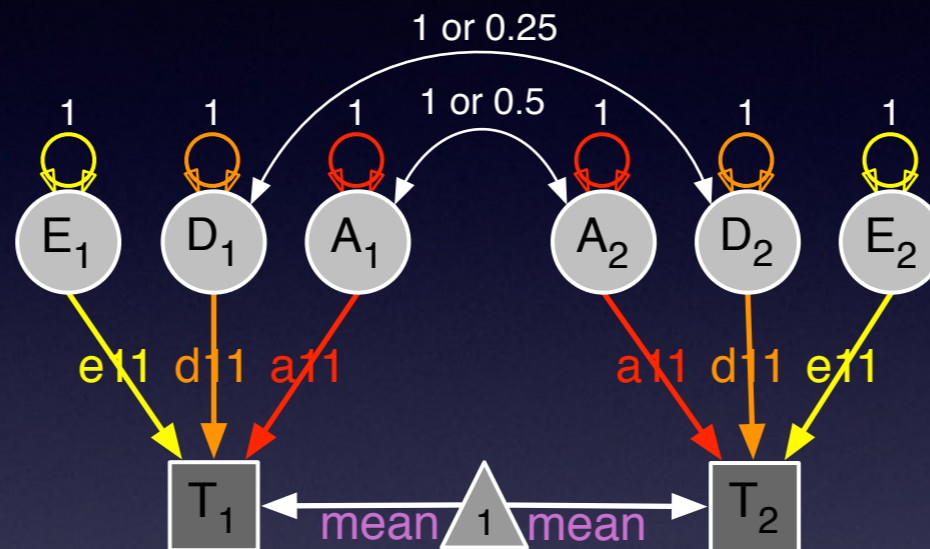 1 or 0.25
1 or 0.5
1 1 1 1 1 1
E1 D1 A1 A2 D2 E2
e11 d11 a11 a11 d11 e11
T1 1 T2
mean mean